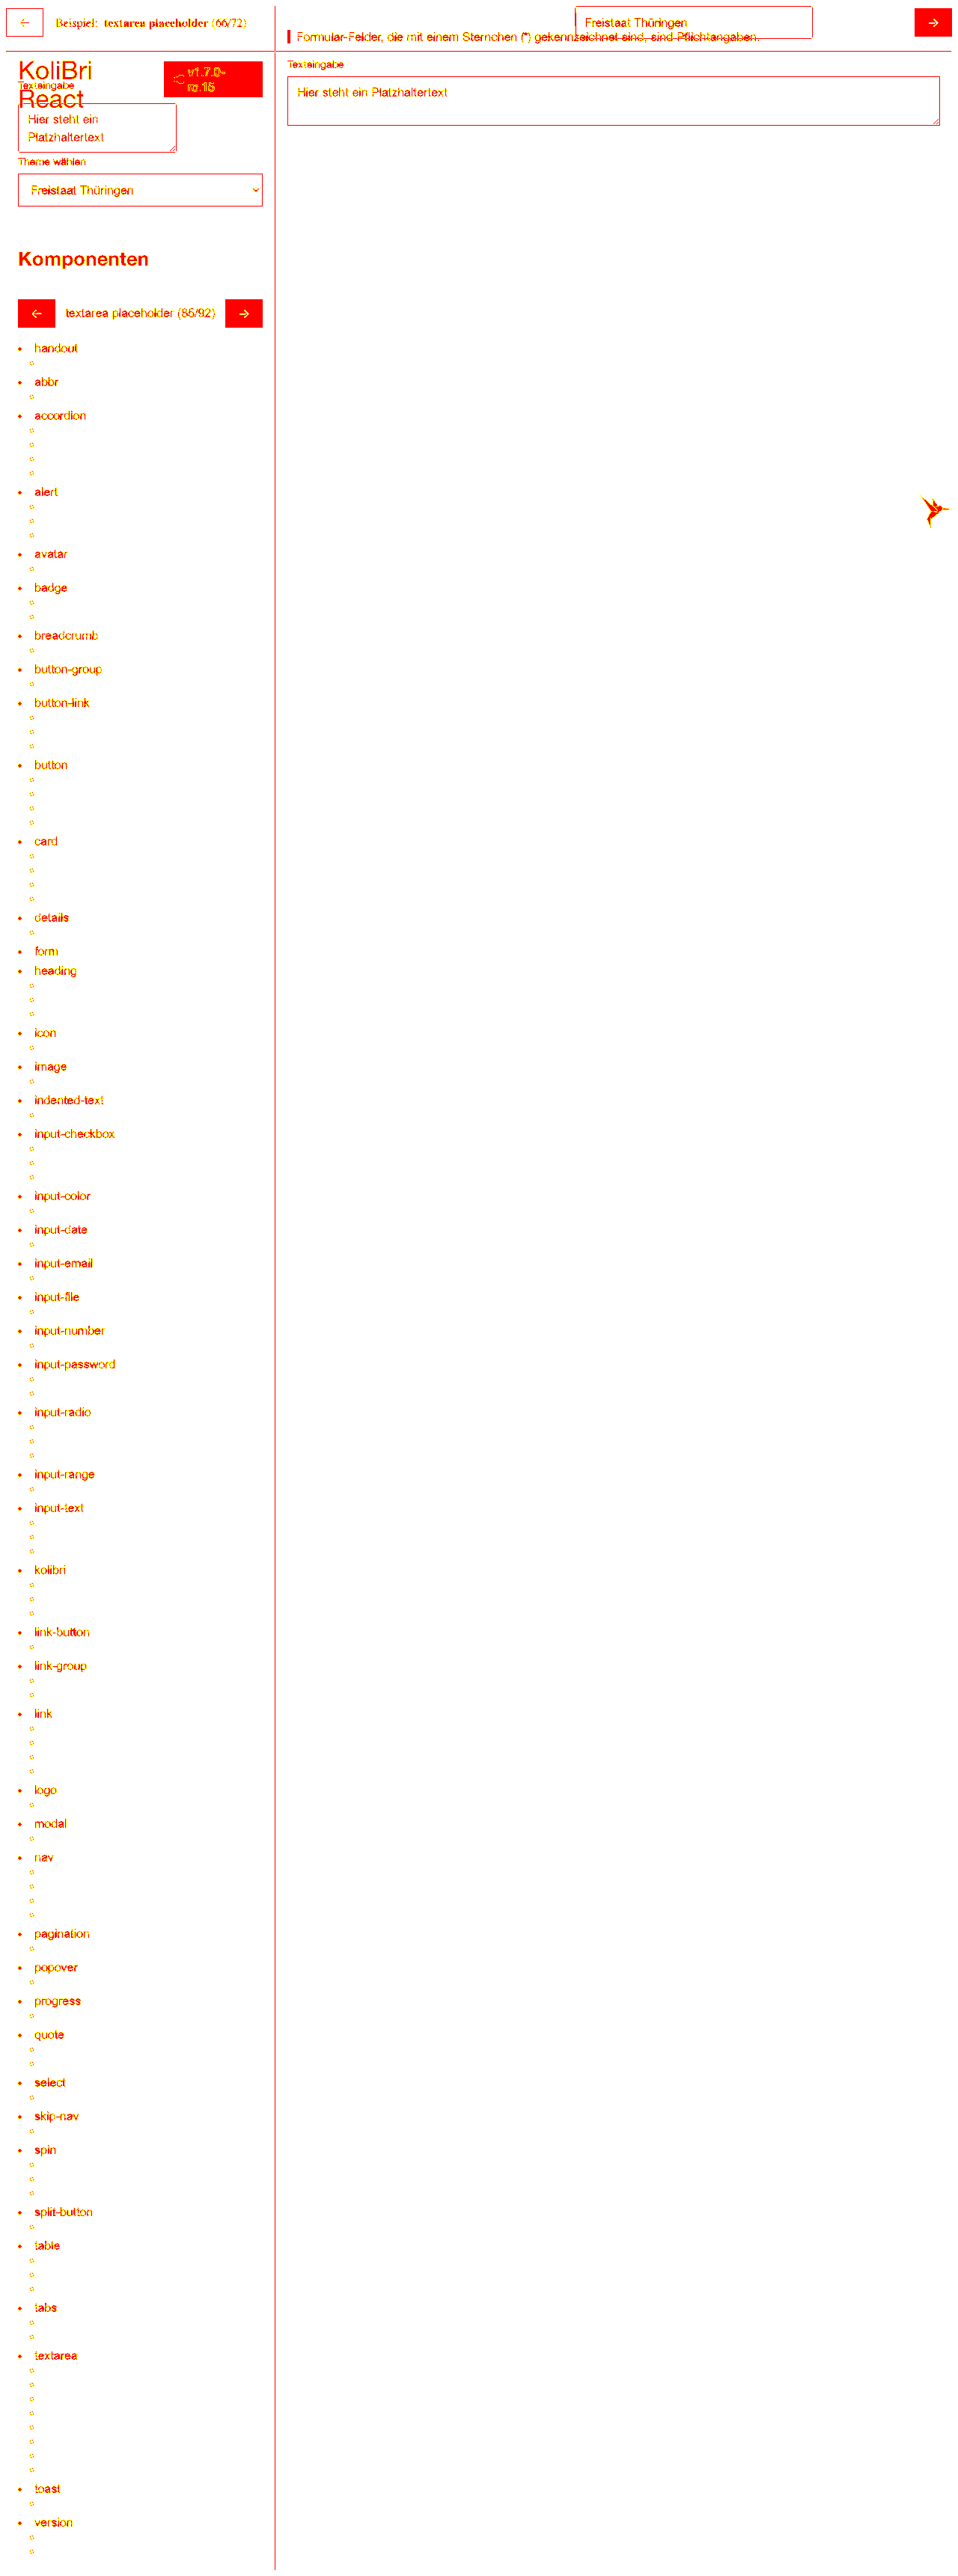 ← Beispiel: textarea placeholder (66/72) Freistaat Thüringen →
Formular-Felder, die mit einem Sternchen (*) gekennzeichnet sind, sind Pflichtangaben.
KoliBri
React
v1.7.0-
rc.15
Texteingabe
Hier steht ein
Platzhaltertext
Texteingabe
Hier steht ein Platzhaltertext
Theme wählen
Freistaat Thüringen
Komponenten
← textarea placeholder (85/92) →
handout
abbr
accordion
alert
avatar
badge
breadcrumb
button-group
button-link
button
card
details
form
heading
icon
image
indented-text
input-checkbox
input-color
input-date
input-email
input-file
input-number
input-password
input-radio
input-range
input-text
kolibri
link-button
link-group
link
logo
modal
nav
pagination
popover
progress
quote
select
skip-nav
spin
split-button
table
tabs
textarea
toast
version